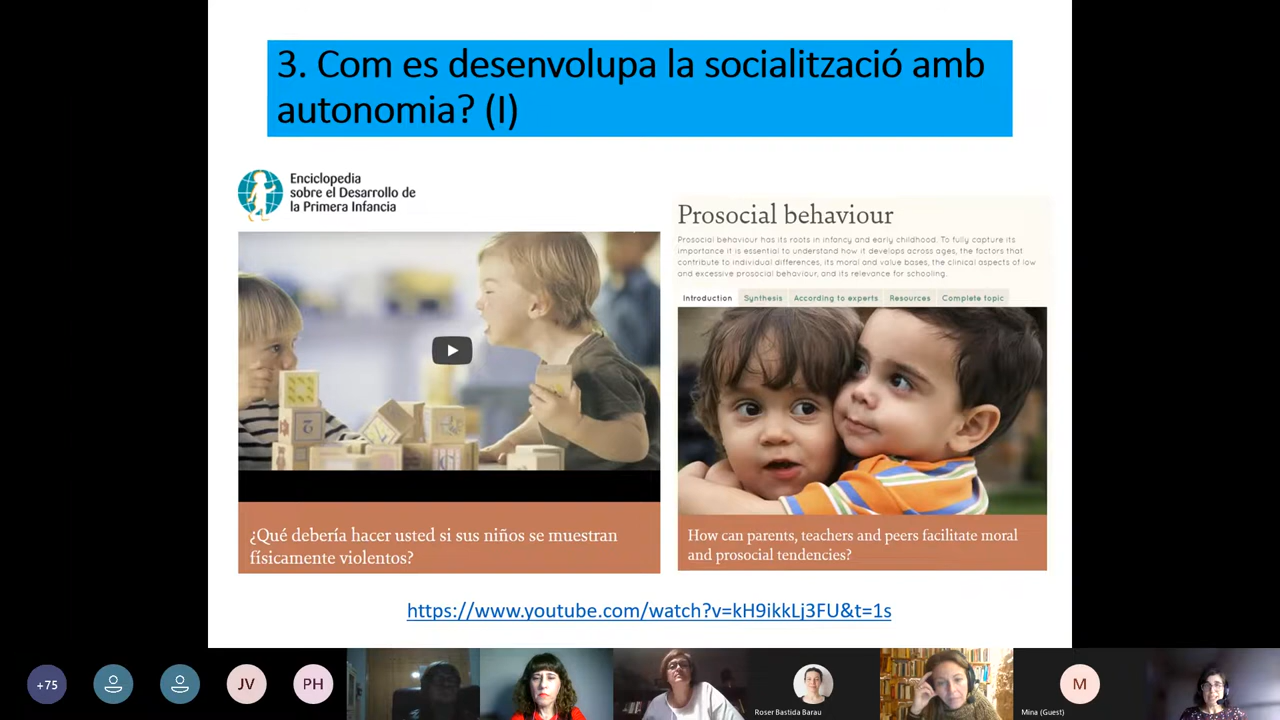 3. Com es desenvolupa la socialització amb
autonomia? (I)
Enciclopedia
sobre el Desarrollo de
la Primera Infancia
Prosocial behaviour
Prosocial behaviour has its roots in infancy and early childhood. To fully capture its
importance it is essential to understand how it develops across ages, the factors that
contribute to individual differences, its moral and value bases, the clinical aspects of low
and excessive prosocial behaviour, and its relevance for schooling.
Introduction Synthesis According to experts Resources Complete topic
¿Qué debería hacer usted si sus niños se muestran
físicamente violentos?
How can parents, teachers and peers facilitate moral
and prosocial tendencies?
https://www.youtube.com/watch?v=kH9ikkLj3FU&t=1s
+75
JV
PH
Roser Bastida Barau
M
Mina (Guest)